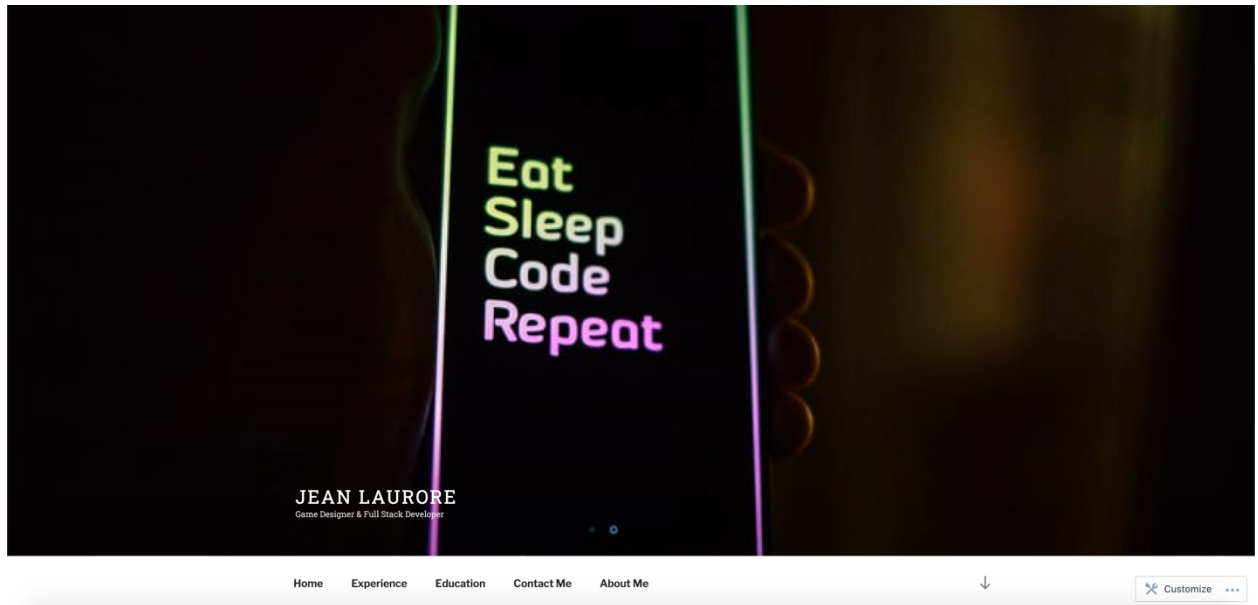 Eat
Sleep
Code
Repeat
JEAN LAURORE
Game Designer & Full Stack Developer
Home Experience Education Contact Me About Me
Customize